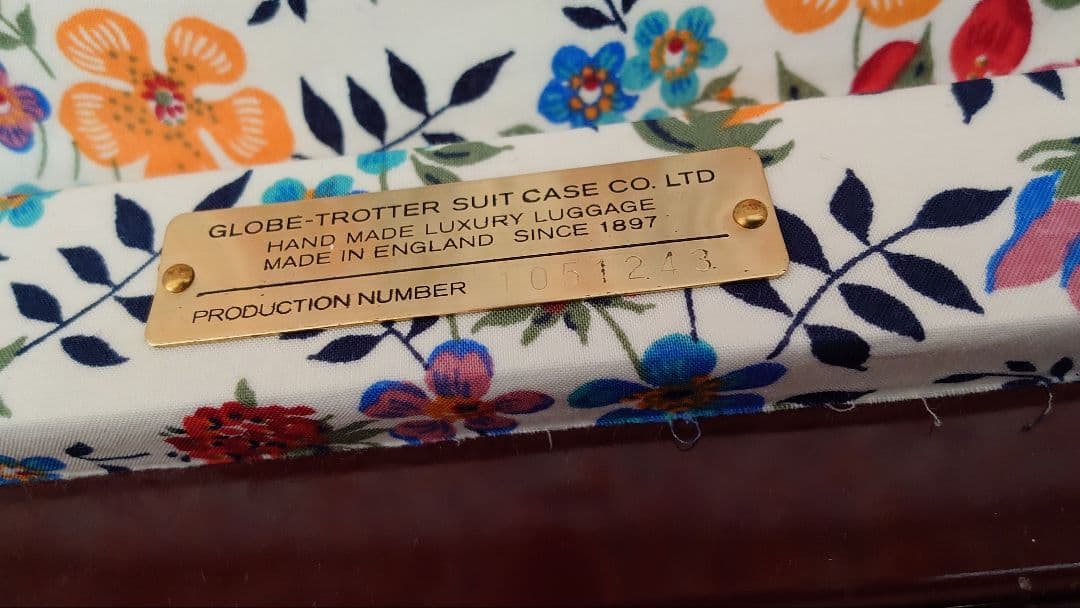 GLOBE-TROTTER SUIT CASE CO. LTD
HAND MADE LUXURY LUGGAGE
MADE IN ENGLAND SINCE 1897
PRODUCTION NUMBER 1051243